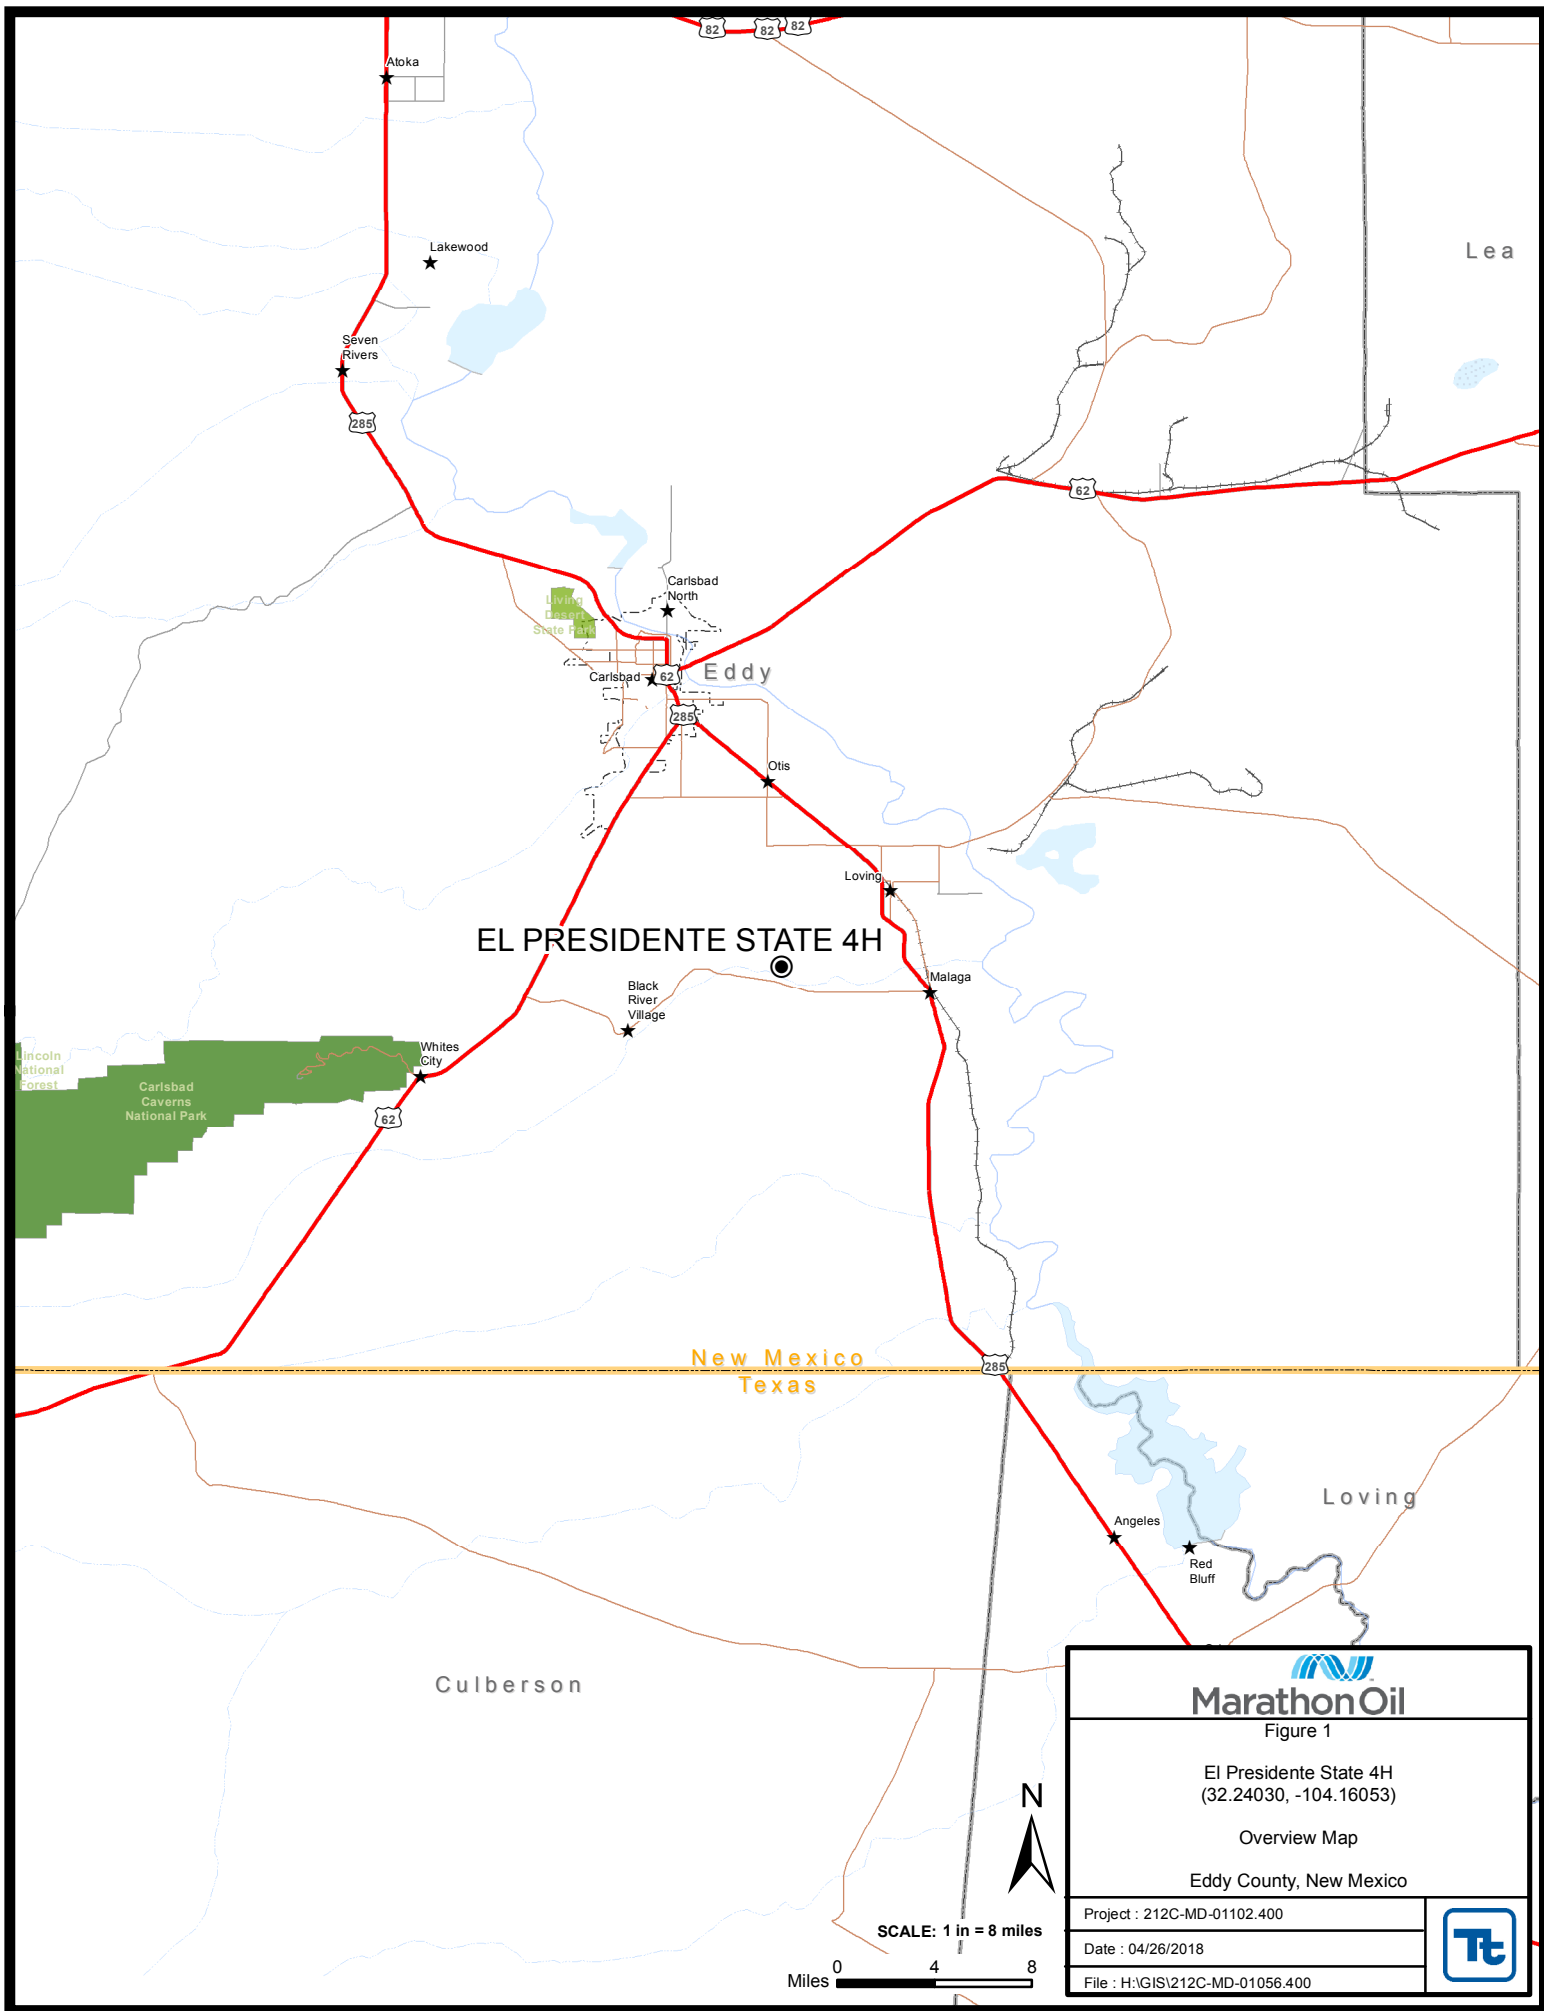 82
82
82
Atoka
Lakewood
Lea
Seven
Rivers
285
62
Carlsbad
North
Living
Desert
State Park
Carlsbad
62
Eddy
285
Otis
Loving
EL PRESIDENTE STATE 4H
Malaga
Black
River
Village
Whites
City
Lincoln
National
Forest
Carlsbad
Caverns
National Park
62
New Mexico
285
Texas
Loving
Angeles
Red
Bluff
Culberson
Marathon Oil
Figure 1
El Presidente State 4H
(32.24030, -104.16053)
Overview Map
Eddy County, New Mexico
N
Project : 212C-MD-01102.400
SCALE: 1 in = 8 miles
Date : 04/26/2018
Tt
0 4 8
Miles
File : H:\GIS\212C-MD-01056.400